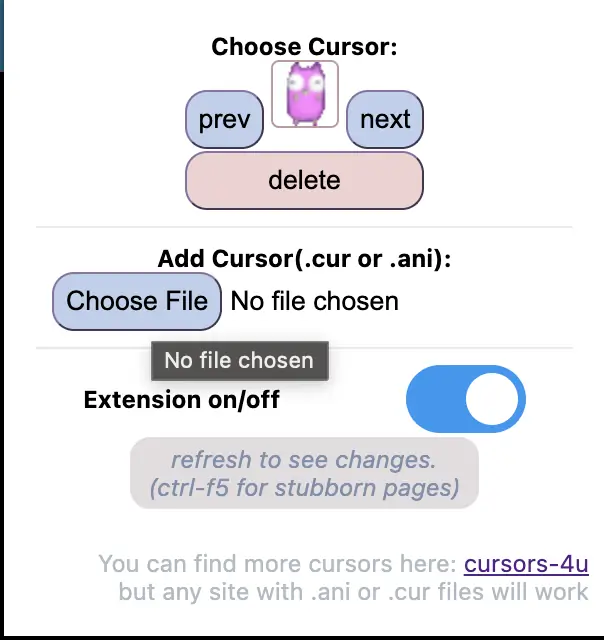 Choose Cursor:
prev next
delete
Add Cursor(.cur or .ani):
Choose File No file chosen
No file chosen
Extension on/off
refresh to see changes.
(ctrl-f5 for stubborn pages)
You can find more cursors here: cursors-4u
but any site with .ani or .cur files will work